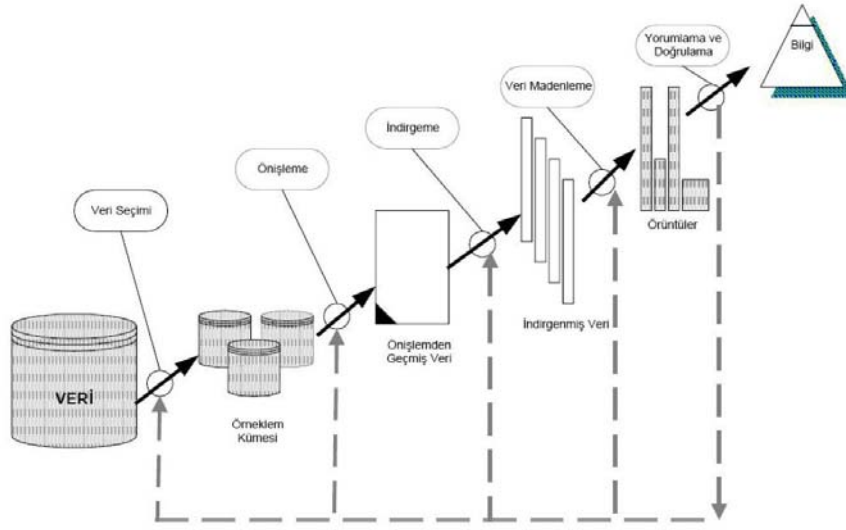 Yorumlama ve
Doğrulama
Bilgi
Veri Madenleme
İndirgeme
Önişleme
Veri Seçimi
Örüntüler
İndirgenmiş Veri
Önişlemden
Geçmiş Veri
VERİ
Örneklem
Kümesi